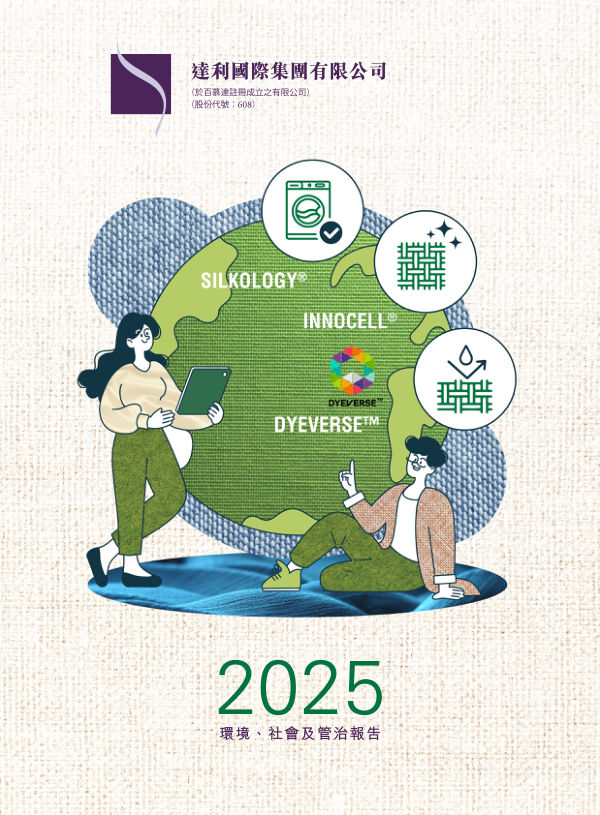 達利國際集團有限公司
(於百慕達註冊成立之有限公司)
(股份代號：608)
SILKOLOGY®
INNOCELL®
DYEVERSE™
DYEVERSE™
2025
環境、社會及管治報告